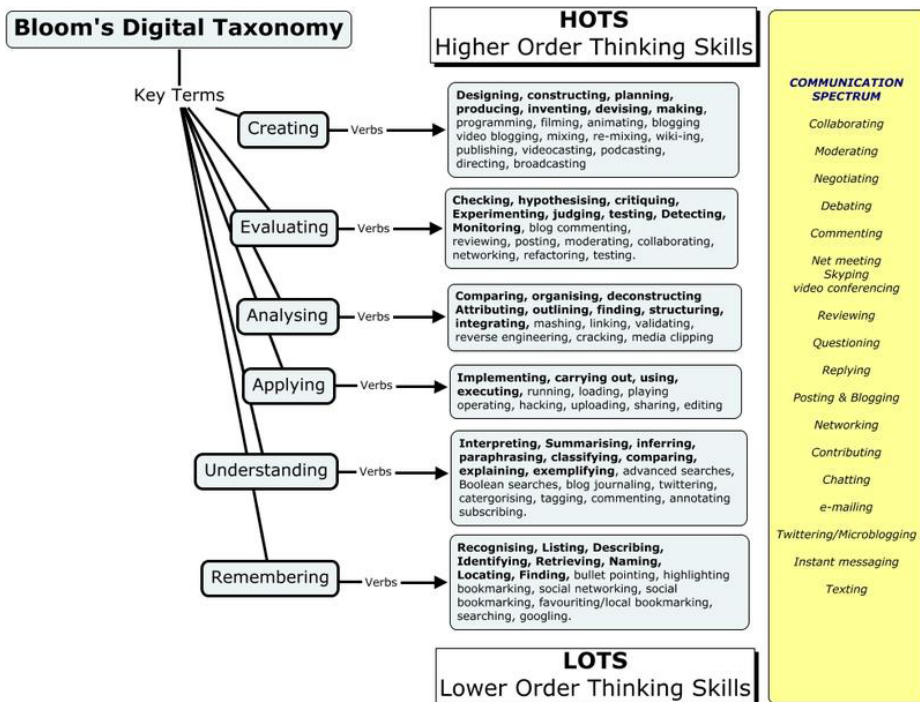 Bloom's Digital Taxonomy
HOTS
Higher Order Thinking Skills
Key Terms
Creating
Verbs
Designing, constructing, planning,
producing, inventing, devising, making,
programming, filming, animating, blogging
video blogging, mixing, re-mixing, wiki-ing,
publishing, videocasting, podcasting,
directing, broadcasting
Evaluating
Verbs
Checking, hypothesising, critiquing,
Experimenting, judging, testing, Detecting,
Monitoring, blog commenting,
reviewing, posting, moderating, collaborating,
networking, refactoring, testing.
Analysing
Verbs
Comparing, organising, deconstructing
Attributing, outlining, finding, structuring,
integrating, mashing, linking, validating,
reverse engineering, cracking, media clipping
Applying
Verbs
Implementing, carrying out, using,
executing, running, loading, playing
operating, hacking, uploading, sharing, editing
Understanding
Verbs
Interpreting, Summarising, inferring,
paraphrasing, classifying, comparing,
explaining, exemplifying, advanced searches,
Boolean searches, blog journaling, twittering,
catergorising, tagging, commenting, annotating
subscribing.
Remembering
Verbs
Recognising, Listing, Describing,
Identifying, Retrieving, Naming,
Locating, Finding, bullet pointing, highlighting
bookmarking, social networking, social
bookmarking, favouriting/local bookmarking,
searching, googling.
LOTS
Lower Order Thinking Skills
COMMUNICATION
SPECTRUM
Collaborating
Moderating
Negotiating
Debating
Commenting
Net meeting
Skyping
video conferencing
Reviewing
Questioning
Replying
Posting & Blogging
Networking
Contributing
Chatting
e-mailing
Twittering/Microblogging
Instant messaging
Texting